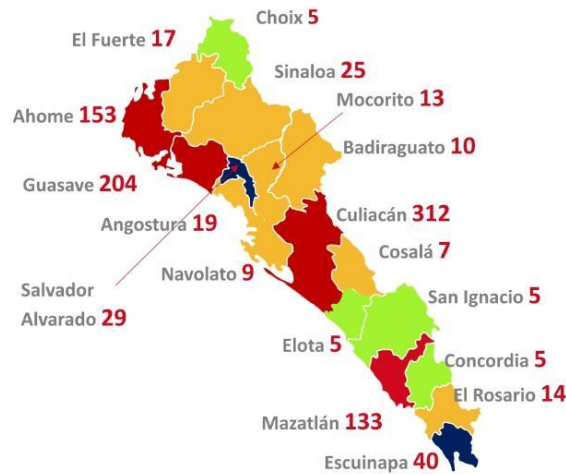 Choix 5
El Fuerte 17
Sinaloa 25
Mocorito 13
Ahome 153
Badiraguato 10
Guasave 204
Culiacán 312
Angostura 19
Cosalá 7
Navolato 9
Salvador
Alvarado 29
San Ignacio 5
Elota 5
Concordia 5
El Rosario 14
Mazatlán 133
Escuinapa 40